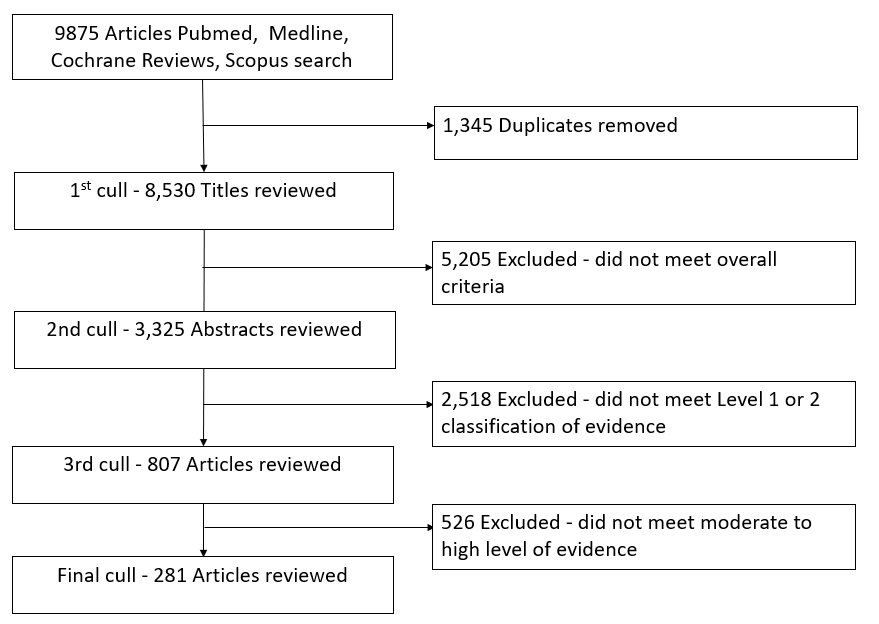 9875 Articles Pubmed,  Medline,
Cochrane Reviews, Scopus search
1,345 Duplicates removed
1st cull - 8,530 Titles reviewed
5,205 Excluded - did not meet overall
criteria
2nd cull - 3,325 Abstracts reviewed
2,518 Excluded - did not meet Level 1 or 2
classification of evidence
3rd cull - 807 Articles reviewed
526 Excluded - did not meet moderate to
high level of evidence
Final cull - 281 Articles reviewed